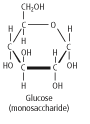 CH₂OH
C O
H H H
C C
OH H
HO OH
C C
H OH
Glucose
(monosaccharide)